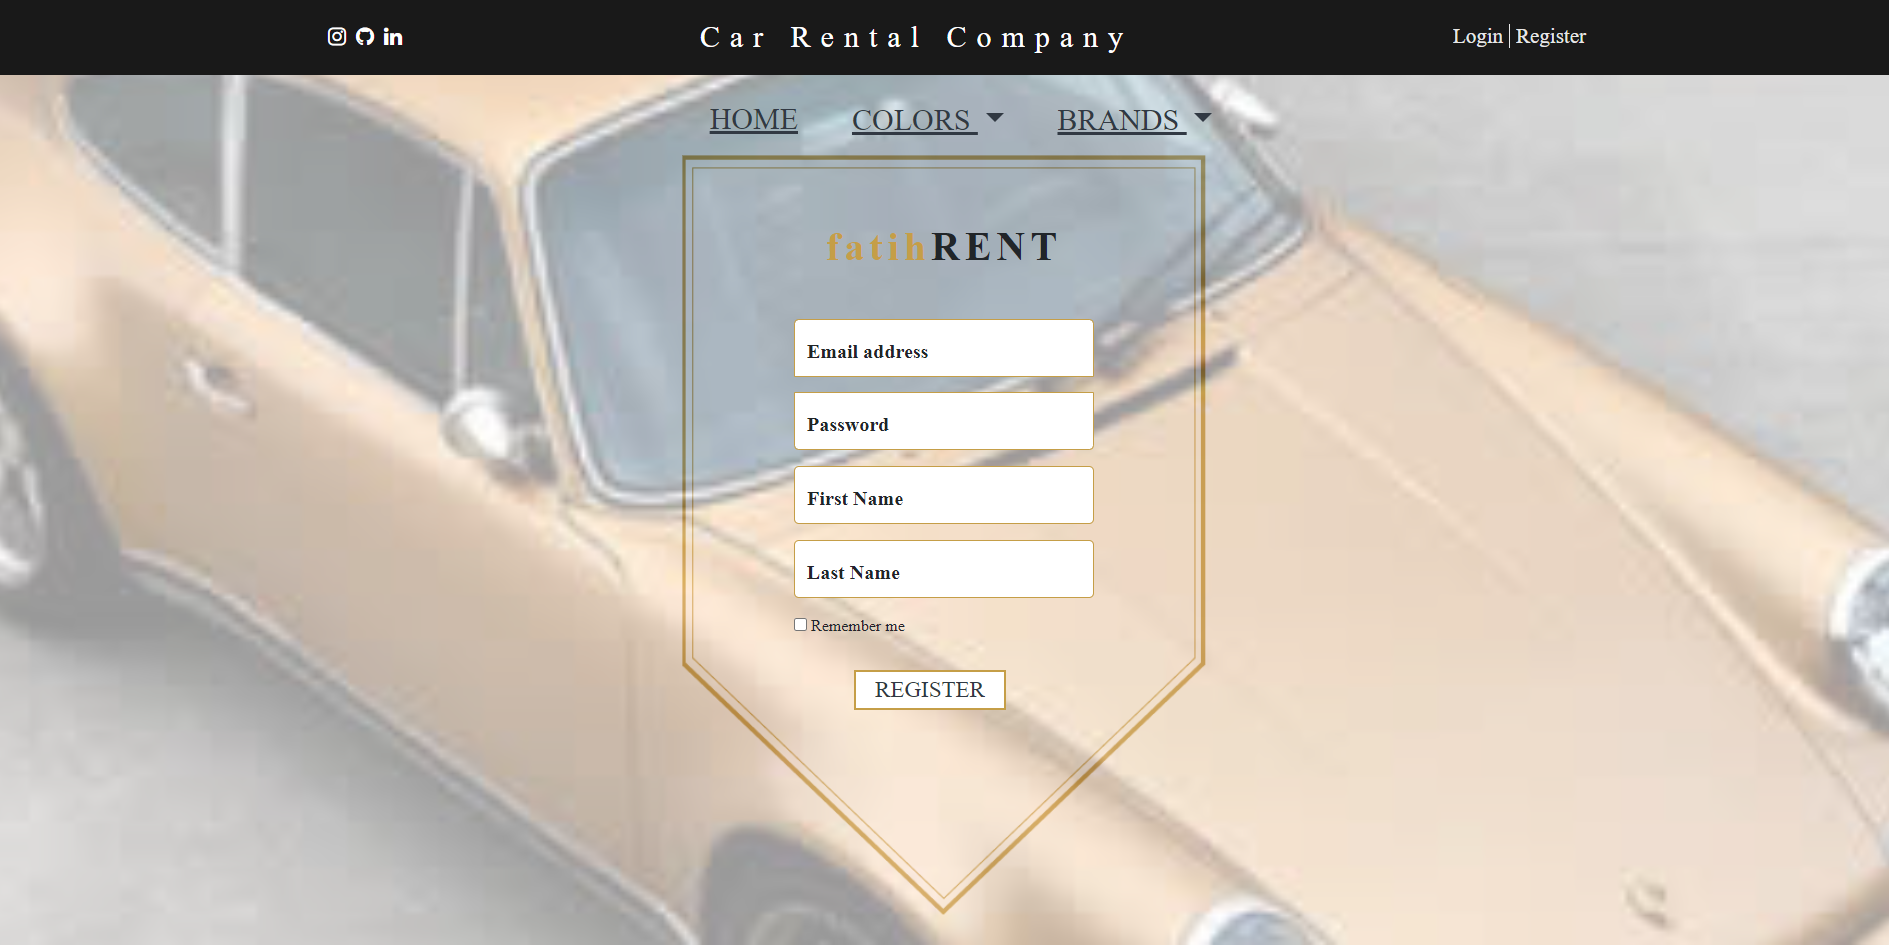 Car Rental Company
Login | Register
HOME COLORS BRANDS
fatihRENT
Email address
Password
First Name
Last Name
Remember me
REGISTER